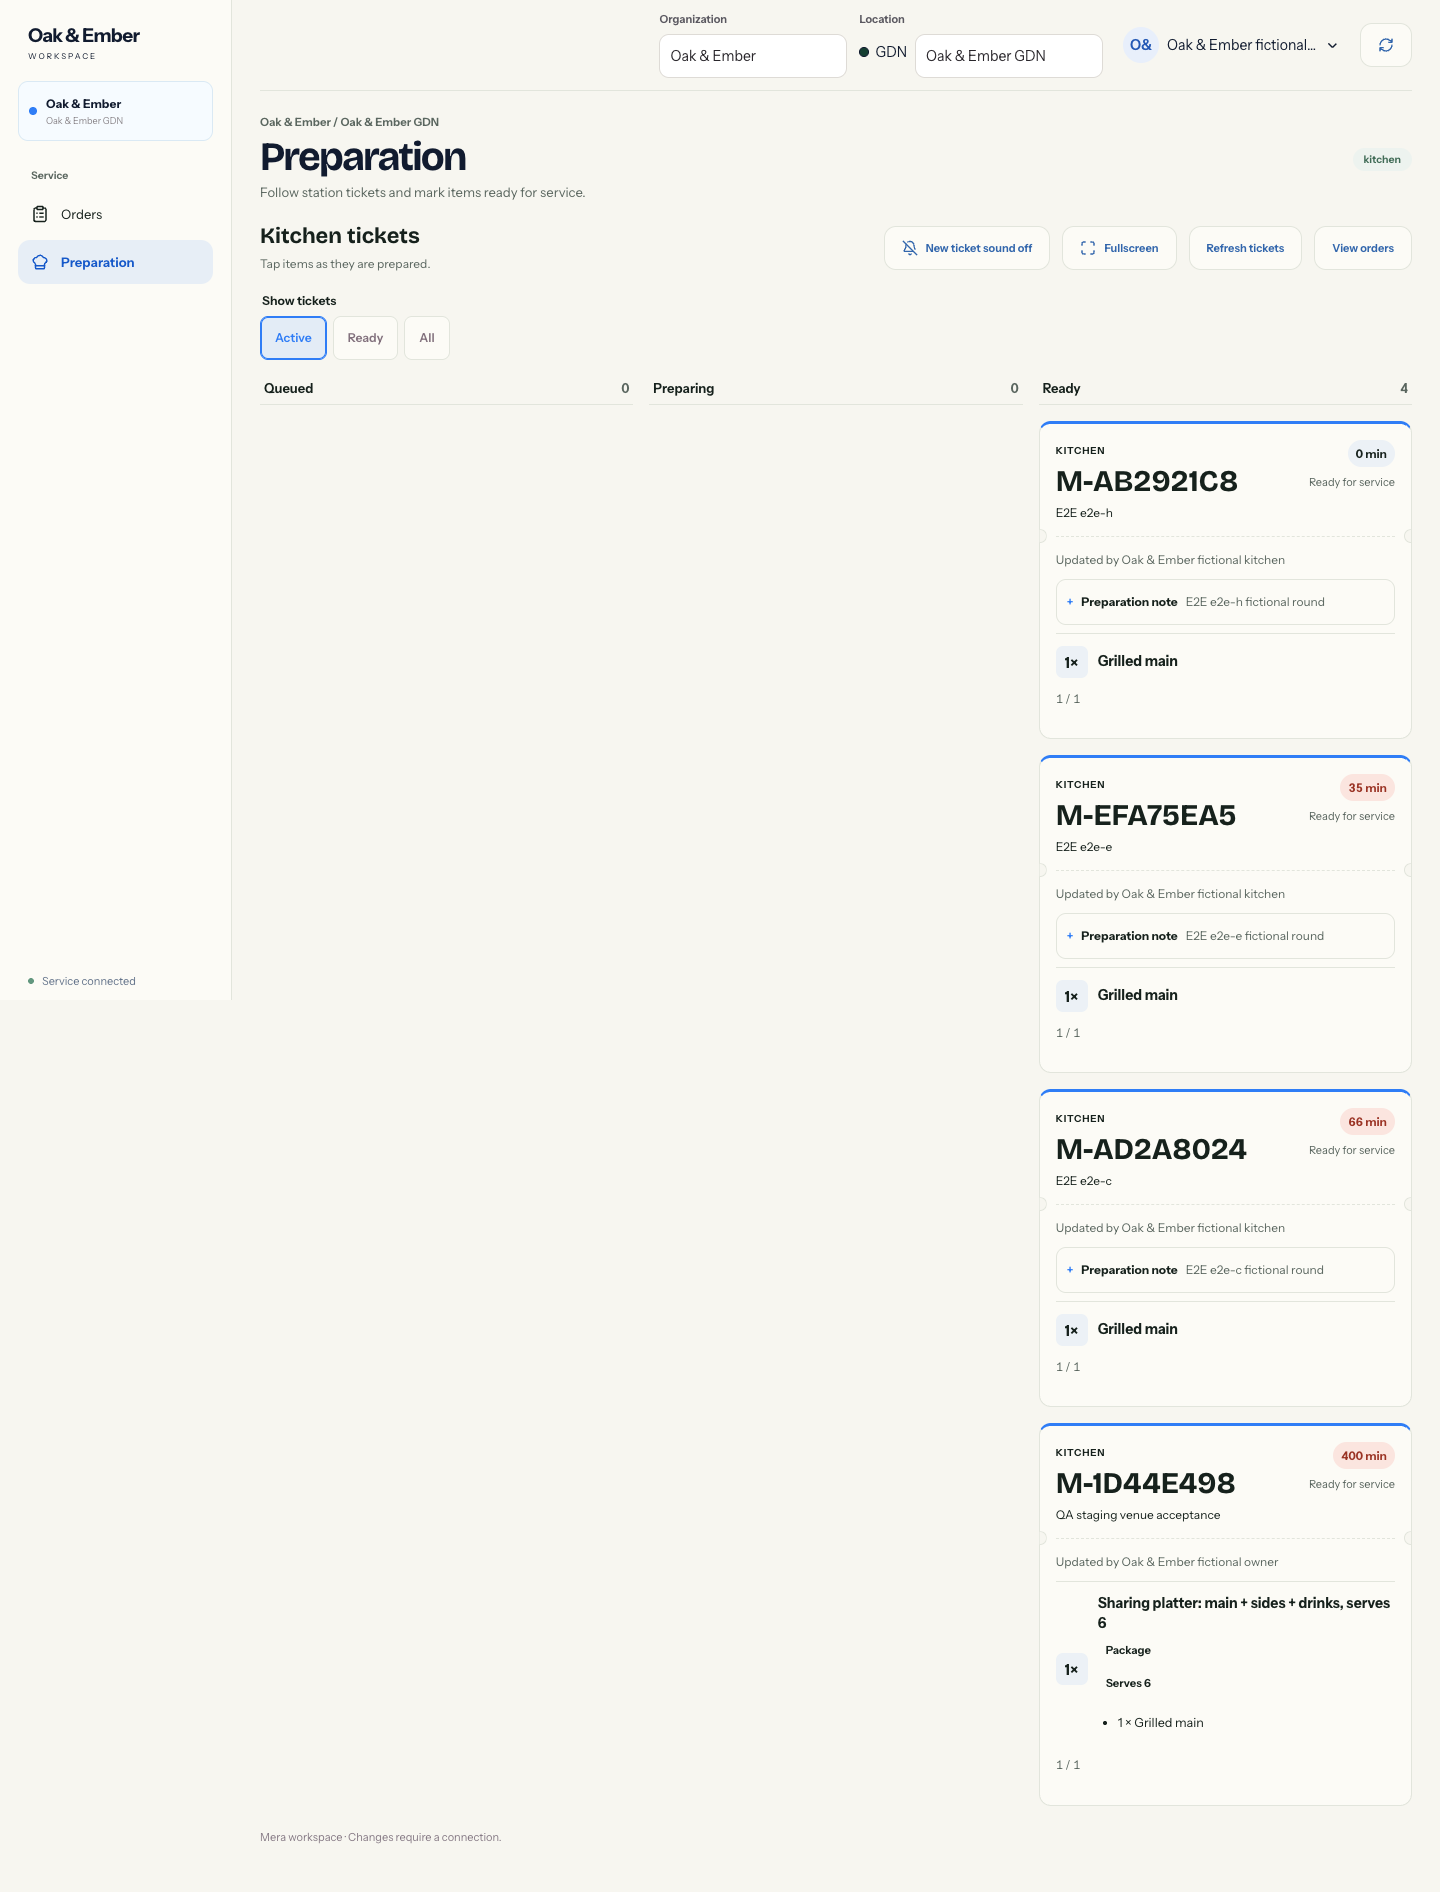 Oak & Ember
WORKSPACE
Oak & Ember
Oak & Ember GDN
Service
Orders
Preparation
Service connected
Organization
Oak & Ember
Location
GDN
Oak & Ember GDN
O&
Oak & Ember fictional...
Oak & Ember / Oak & Ember GDN
Preparation
kitchen
Follow station tickets and mark items ready for service.
Kitchen tickets
Tap items as they are prepared.
New ticket sound off
Fullscreen
Refresh tickets
View orders
Show tickets
Active
Ready
All
Queued 0
Preparing 0
Ready 4
KITCHEN
0 min
M-AB2921C8
Ready for service
E2E e2e-h
Updated by Oak & Ember fictional kitchen
+ Preparation note E2E e2e-h fictional round
1× Grilled main
1 / 1
KITCHEN
35 min
M-EFA75EA5
Ready for service
E2E e2e-e
Updated by Oak & Ember fictional kitchen
+ Preparation note E2E e2e-e fictional round
1× Grilled main
1 / 1
KITCHEN
66 min
M-AD2A8024
Ready for service
E2E e2e-c
Updated by Oak & Ember fictional kitchen
+ Preparation note E2E e2e-c fictional round
1× Grilled main
1 / 1
KITCHEN
400 min
M-1D44E498
Ready for service
QA staging venue acceptance
Updated by Oak & Ember fictional owner
Sharing platter: main + sides + drinks, serves
6
Package
1×
Serves 6
• 1 × Grilled main
1 / 1
Mera workspace · Changes require a connection.